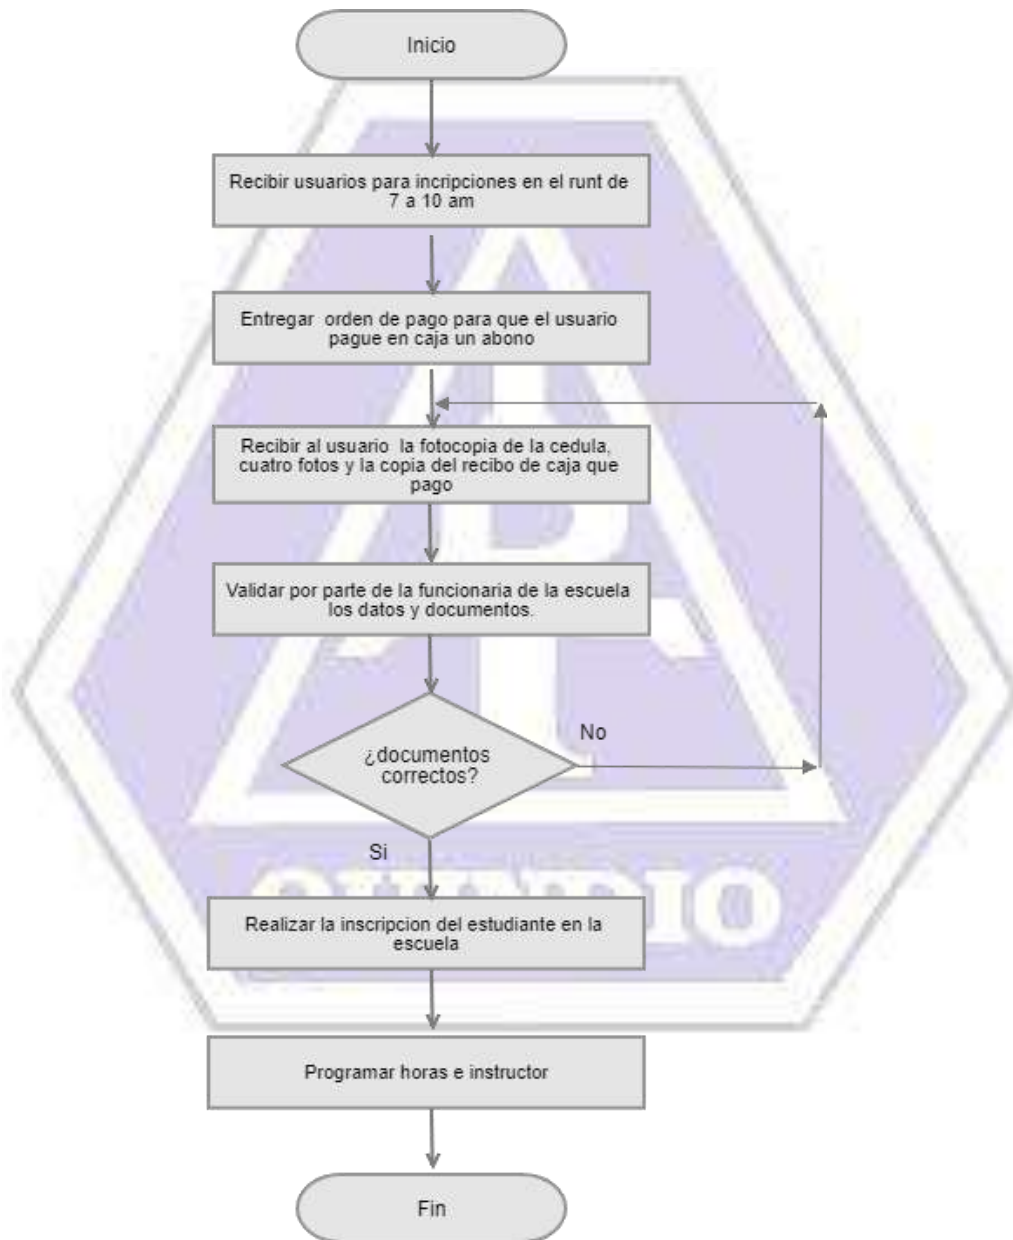 Inicio
Recibir usuarios para incripciones en el runt de
7 a 10 am
Entregar orden de pago para que el usuario
pague en caja un abono
Recibir al usuario la fotocopia de la cedula,
cuatro fotos y la copia del recibo de caja que
pago
Validar por parte de la funcionaria de la escuela
los datos y documentos.
¿documentos
correctos?
No
Si
Realizar la inscripcion del estudiante en la
escuela
Programar horas e instructor
Fin